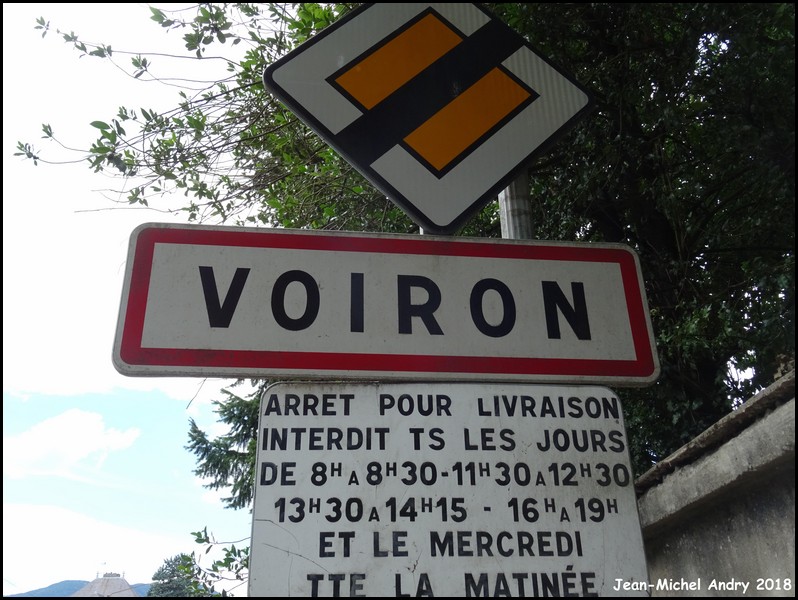 VOIRON
ARRET POUR LIVRAISON
INTERDIT TS LES JOURS
DE 8H A 8H30-11H30 A 12H30
13H30 A 14H15 - 16H A 19H
ET LE MERCREDI
TTE LA MATINÉE
Jean-Michel Andry 2018